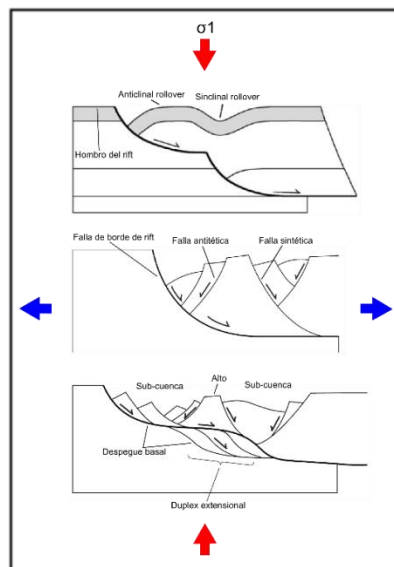 σ1
Anticlinal rollover
Sinclinal rollover
Hombro del rift
Falla de borde de rift
Falla antitética
Falla sintética
Sub-cuenca
Alto
Sub-cuenca
Despegue basal
Duplex extensional